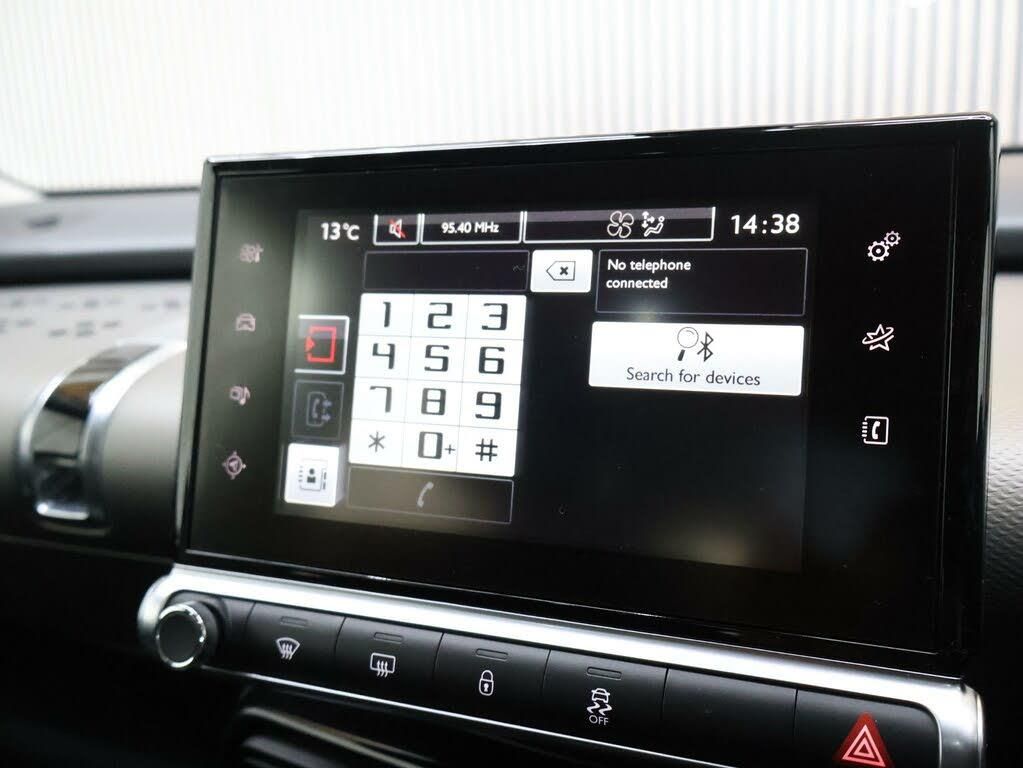 13°C
95.40 MHz
14:38
No telephone
connected
1 2 3
4 5 6
7 8 9
* 0+ #
Search for devices
OFF